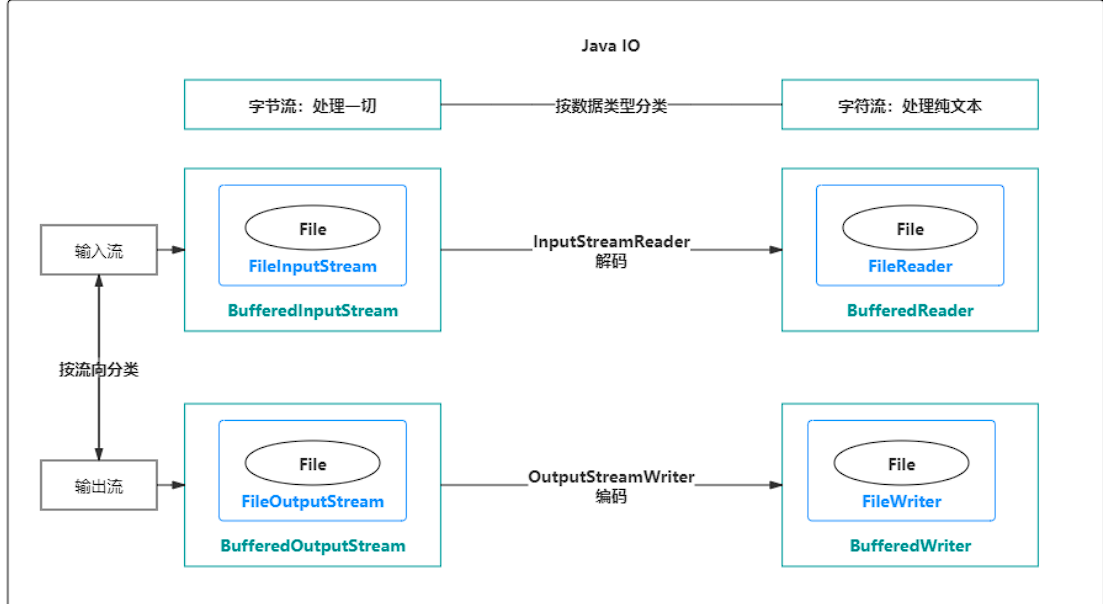 Java IO
字节流：处理一切
按数据类型分类
字符流：处理纯文本
输入流
File
FileInputStream
BufferedInputStream
InputStreamReader
解码
File
FileReader
BufferedReader
按流向分类
输出流
File
FileOutputStream
BufferedOutputStream
OutputStreamWriter
编码
File
FileWriter
BufferedWriter